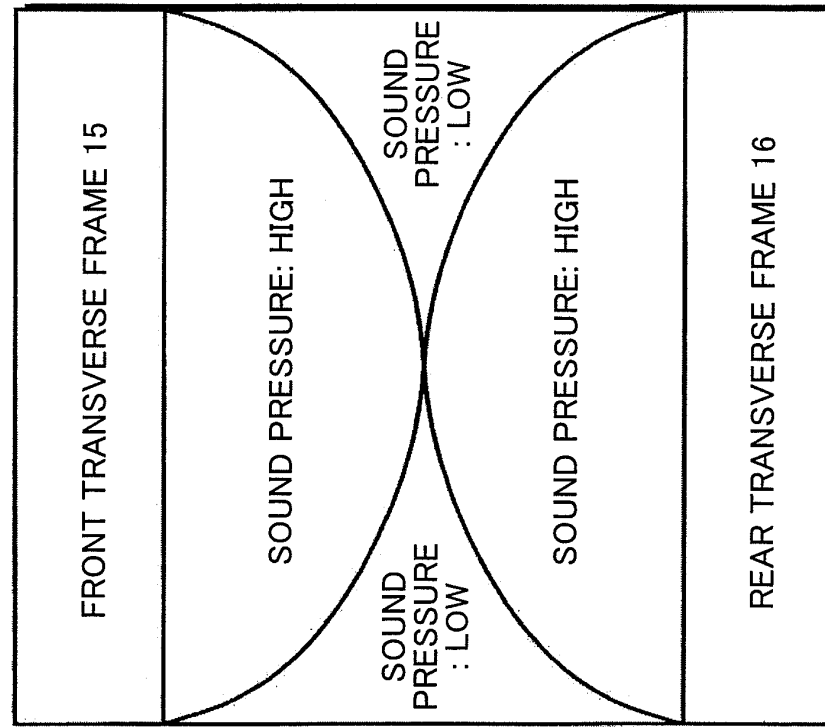 FRONT TRANSVERSE FRAME 15
SOUND PRESSURE: HIGH
SOUND
PRESSURE
: LOW
SOUND
PRESSURE
: LOW
SOUND PRESSURE: HIGH
REAR TRANSVERSE FRAME 16